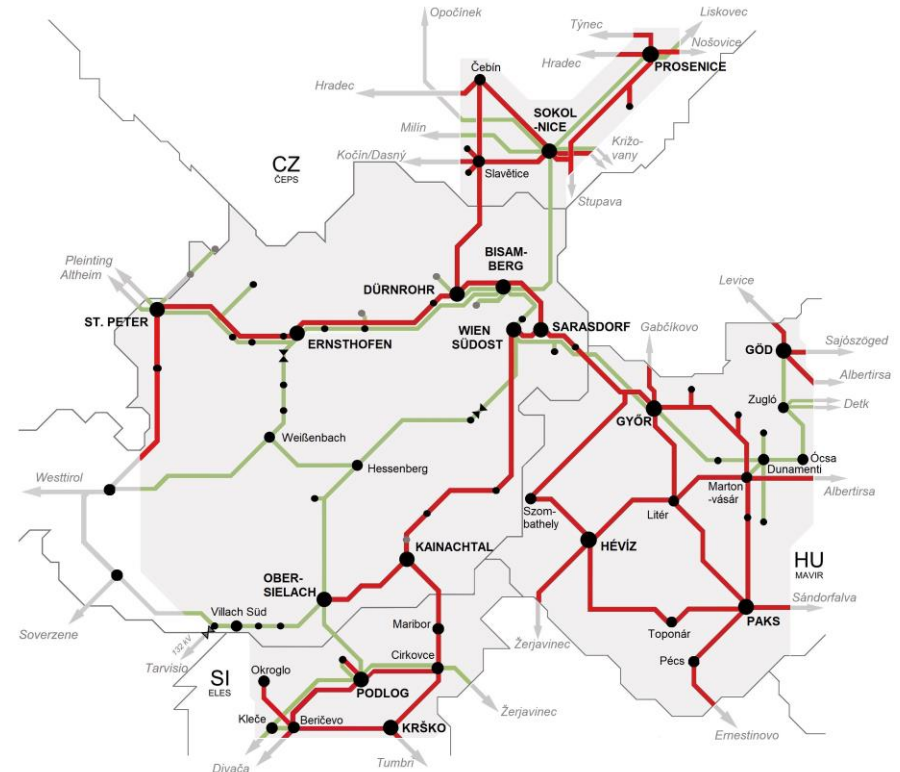 Opočinek
Týnec
Liskovec
Nošovice
Hradec
PROSENICE
Čebín
Hradec
SOKOL
-NICE
Milín
Križo-
vany
CZ
ČEPS
Kočín/Dasný
Slavětice
Stupava
Pleinting
Altheim
BISAM-
BERG
DÜRNROHR
Levice
ST. PETER
ERNSTHOFEN
WIEN
SÜDOST
SARASDORF
Gabčíkovo
GÖD
Sajószöged
Albertirsa
Zugló
Detk
GYŐR
Weißenbach
Hessenberg
Ócsa
Dunamenti
Westtirol
Marton
-vásár
Albertirsa
Szom-
bathely
Litér
KAINACHTAL
HÉVÍZ
HU
MAVIR
OBER-
SIELACH
Sándorfalva
PAKS
Villach Süd
Maribor
Toponár
Soverzene
132 kV
Tarvisio
Žerjavinec
Cirkovce
Pécs
SI
ELES
Okroglo
PODLOG
Žerjavinec
Kleče
Beričevo
KRŠKO
Ernestinovo
Divača
Tumbri